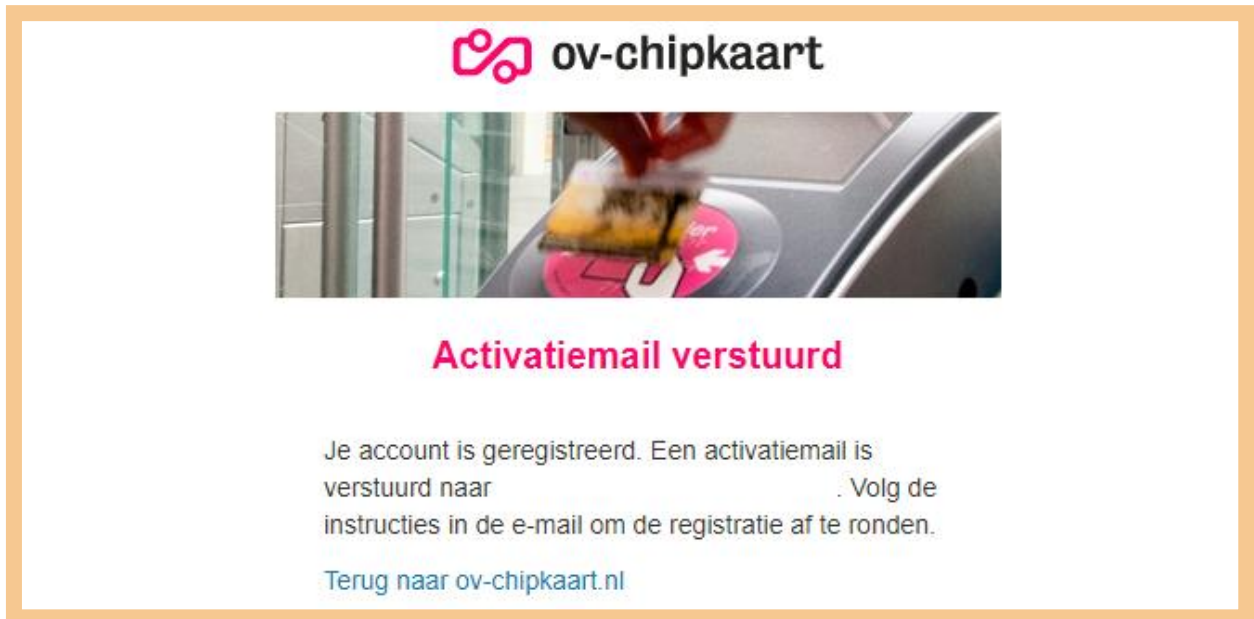 ov-chipkaart
ier
Activatiemail verstuurd
Je account is geregistreerd. Een activatiemail is
verstuurd naar . Volg de
instructies in de e-mail om de registratie af te ronden.
Terug naar ov-chipkaart.nl